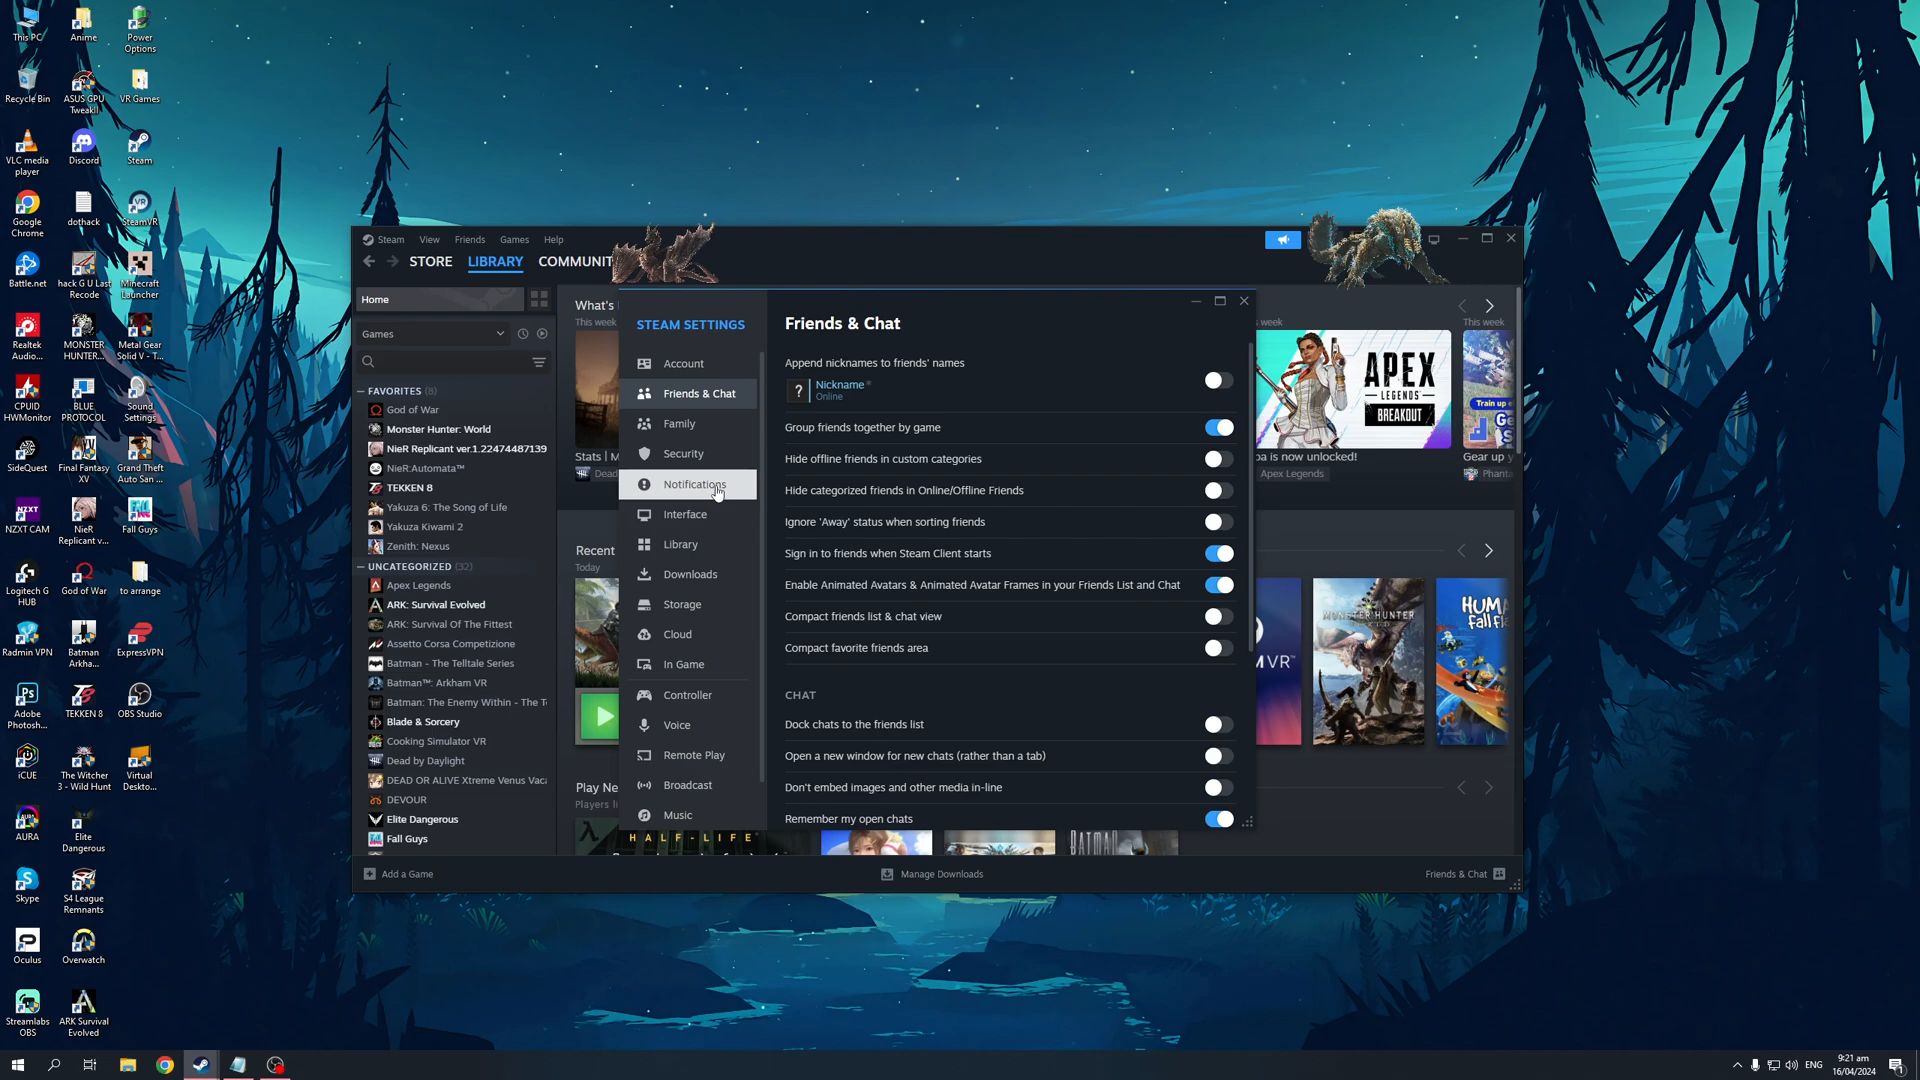 This PC
Anime
Power
Options
Recycle Bin
ASUS GPU
TweakII
VR Games
VLC media
player
Discord
Steam
Google
Chrome
dothack
SteamVR
Battle.net
hack G U Last
Recode
Minecraft
Launcher
Realtek
Audio...
MONSTER
HUNTER...
Metal Gear
Solid V - T...
CPUID
HWMonitor
BLUE
PROTOCOL
Sound
Settings
SideQuest
Final Fantasy
XV
Grand Theft
Auto San ...
NZXT CAM
NieR
Replicant v...
Fall Guys
Logitech G
HUB
God of War
to arrange
Radmin VPN
Batman
Arkha...
ExpressVPN
Adobe
Photosh...
TEKKEN 8
OBS Studio
iCUE
The Witcher
3 - Wild Hunt
Virtual
Deskto...
AURA
Elite
Dangerous
Skype
S4 League
Remnants
Oculus
Overwatch
Streamlabs
OBS
ARK Survival
Evolved
Steam View Friends Games Help
STORE LIBRARY COMMUNIT
Home
Games
FAVORITES (8)
God of War
Monster Hunter: World
NieR Replicant ver.1.22474487139
NieR:Automata™
TEKKEN 8
Yakuza 6: The Song of Life
Yakuza Kiwami 2
Zenith: Nexus
UNCATEGORIZED (32)
Apex Legends
ARK: Survival Evolved
ARK: Survival Of The Fittest
Assetto Corsa Competizione
Batman - The Telltale Series
Batman™: Arkham VR
Batman: The Enemy Within - The T
Blade & Sorcery
Cooking Simulator VR
Dead by Daylight
DEAD OR ALIVE Xtreme Venus Vaca
DEVOUR
Elite Dangerous
Fall Guys
What's
This week
Stats | M
Dead
Recent
Today
Play Ne
Players li
HALF-LIFE
STEAM SETTINGS
Account
Friends & Chat
Family
Security
Notifications
Interface
Library
Downloads
Storage
Cloud
In Game
Controller
Voice
Remote Play
Broadcast
Music
Friends & Chat
Append nicknames to friends' names
? Nickname *
Online
Group friends together by game
Hide offline friends in custom categories
Hide categorized friends in Online/Offline Friends
Ignore 'Away' status when sorting friends
Sign in to friends when Steam Client starts
Enable Animated Avatars & Animated Avatar Frames in your Friends List and Chat
Compact friends list & chat view
Compact favorite friends area
CHAT
Dock chats to the friends list
Open a new window for new chats (rather than a tab)
Don't embed images and other media in-line
Remember my open chats
week
This week
APEX
LEGENDS
BREAKOUT
Train up
ba is now unlocked!
Gear up y
Apex Legends
Phanta
VR™
MONSTER HUNTER
HUM
fall fl
BATMAN
Add a Game
Manage Downloads
Friends & Chat
ENG
9:21 am
16/04/2024